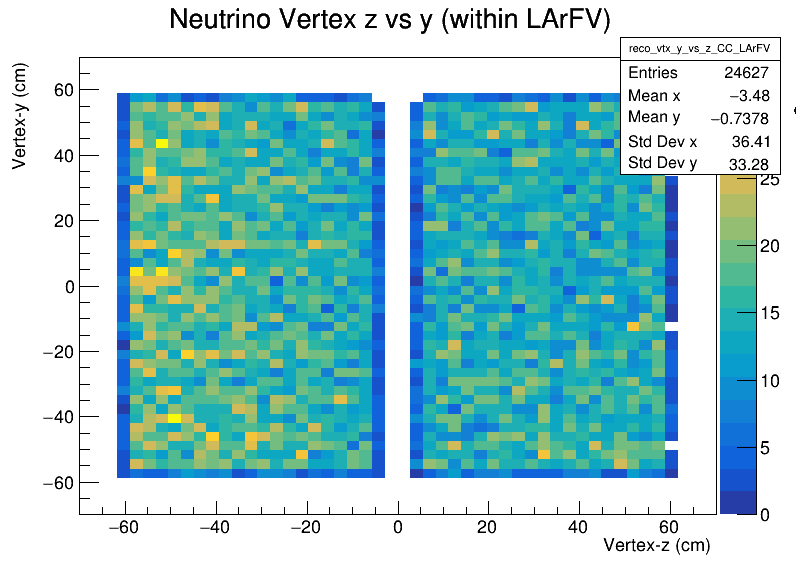 Neutrino Vertex z vs y (within LArFV)
reco_vtx_y_vs_z_CC_LArFV
Entries 24627
Mean x −3.48
Mean y −0.7378
Std Dev x 36.41
Std Dev y 33.28
Vertex-y (cm)
60
40
20
0
−20
−40
−60
−60 −40 −20 0 20 40 60
Vertex-z (cm)
25
20
15
10
5
0